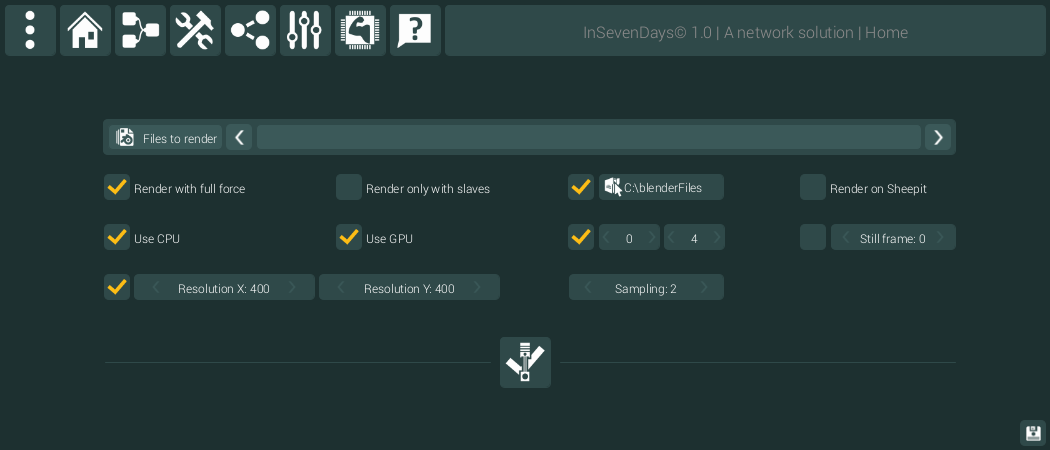 InSevenDays© 1.0 | A network solution | Home
Files to render
Render with full force
Render only with slaves
C:\blenderFiles
Render on Sheepit
Use CPU
Use GPU
0
4
Still frame: 0
Resolution X: 400
Resolution Y: 400
Sampling: 2